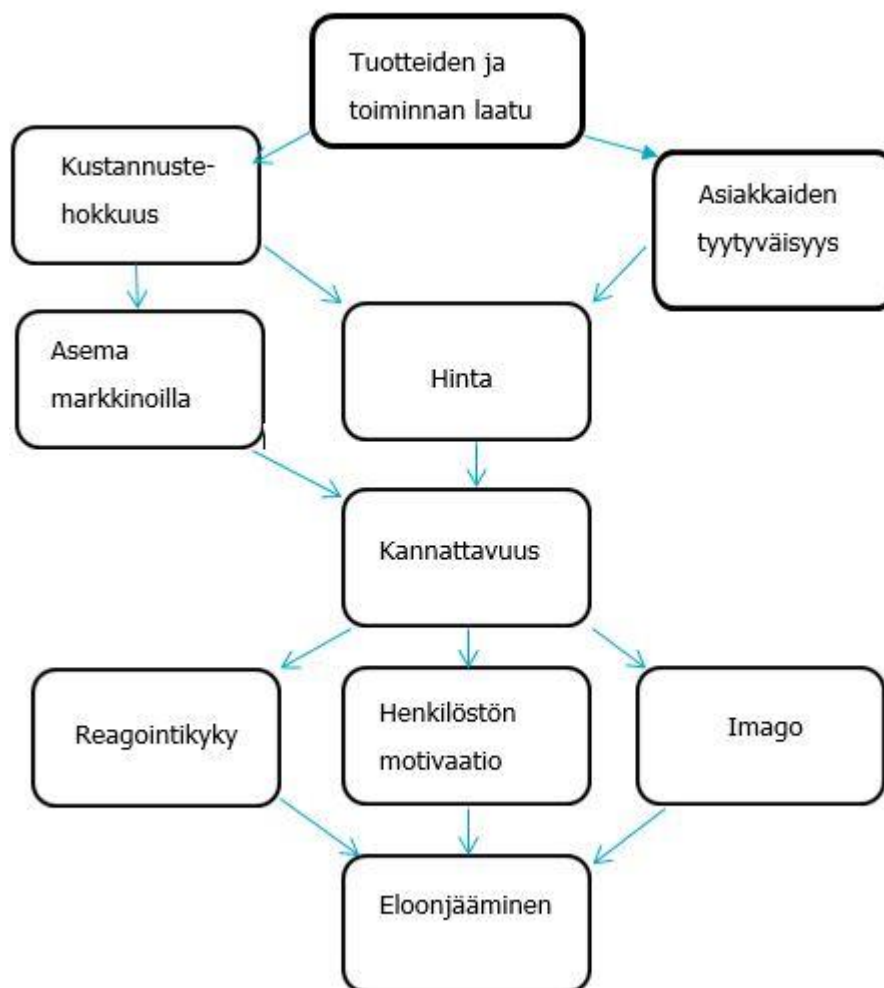 Tuotteiden ja
toiminnan laatu
Kustannuste-
hokkuus
Asiakkaiden
tyytyväisyys
Asema
markkinoilla
Hinta
Kannattavuus
Reagointikyky
Henkilöstön
motivaatio
Imago
Eloonjääminen